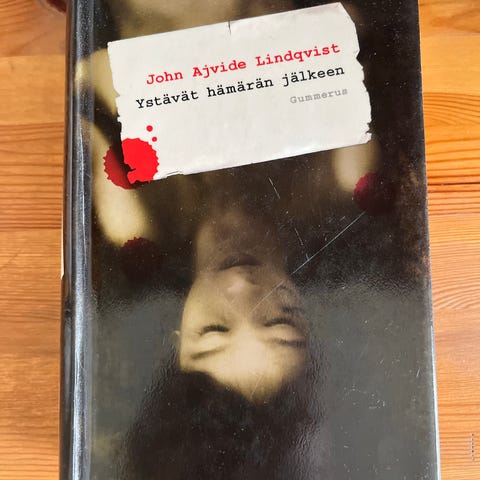 John Ajvide Lindqvist
Ystävät hämärän jälkeen
Gummerus